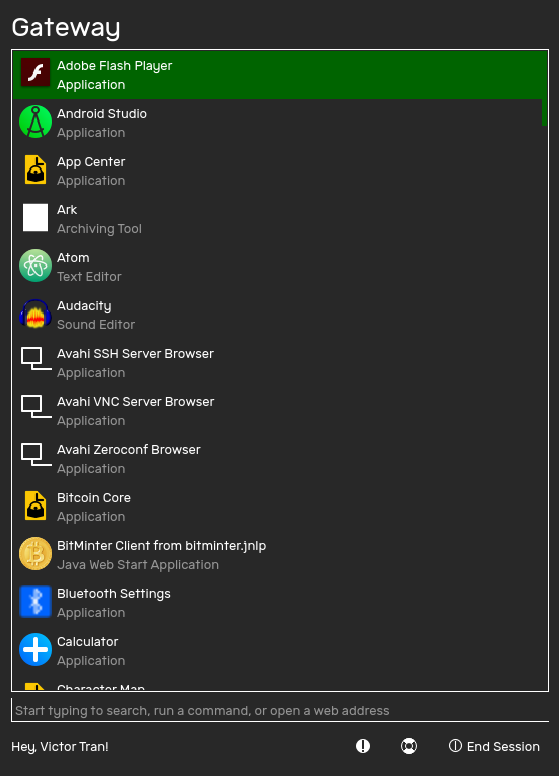 Gateway
Adobe Flash Player
Application
Android Studio
Application
App Center
Application
Ark
Archiving Tool
Atom
Text Editor
Audacity
Sound Editor
Avahi SSH Server Browser
Application
Avahi VNC Server Browser
Application
Avahi Zeroconf Browser
Application
Bitcoin Core
Application
BitMinter Client from bitminter.jnlp
Java Web Start Application
Bluetooth Settings
Application
Calculator
Application
Character Map
Start typing to search, run a command, or open a web address
Hey, Victor Tran!
End Session